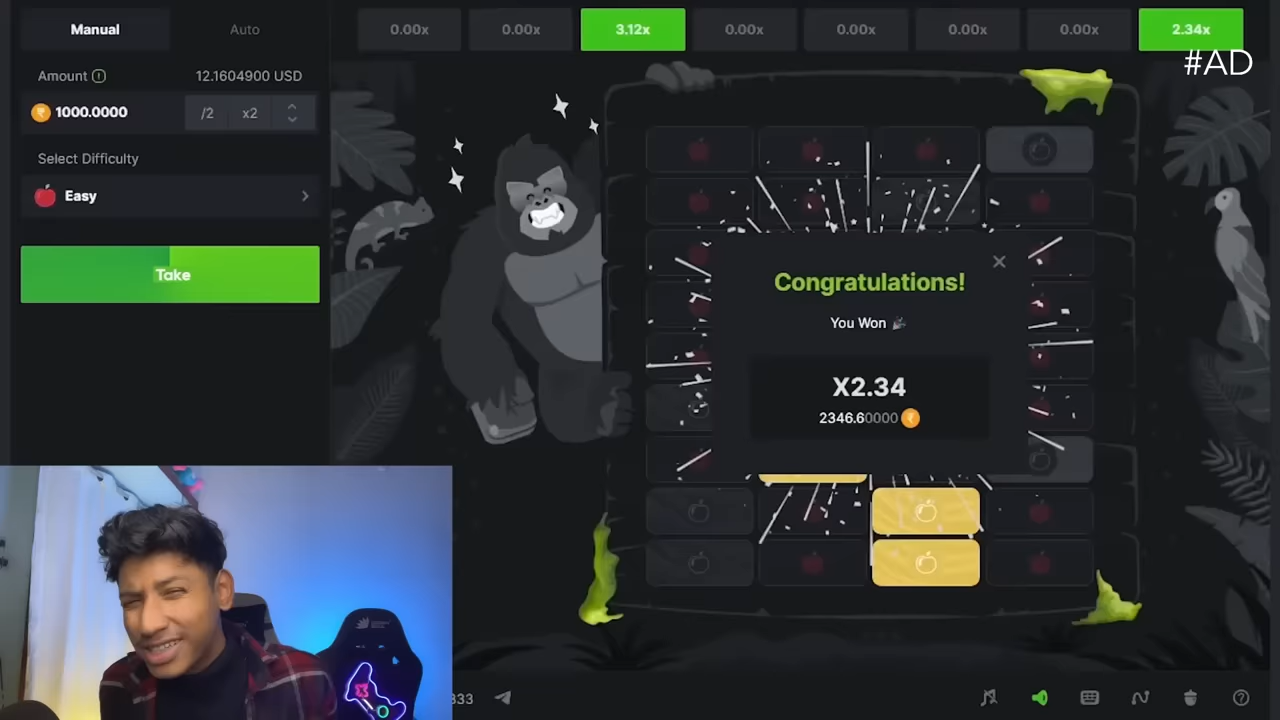 Manual
Auto
0.00x
0.00x
3.12x
0.00x
0.00x
0.00x
0.00x
2.34x
#AD
Amount
12.1604900 USD
1000.0000
/2
x2
Select Difficulty
Easy
Take
Congratulations!
You Won
X2.34
2346.60000
333